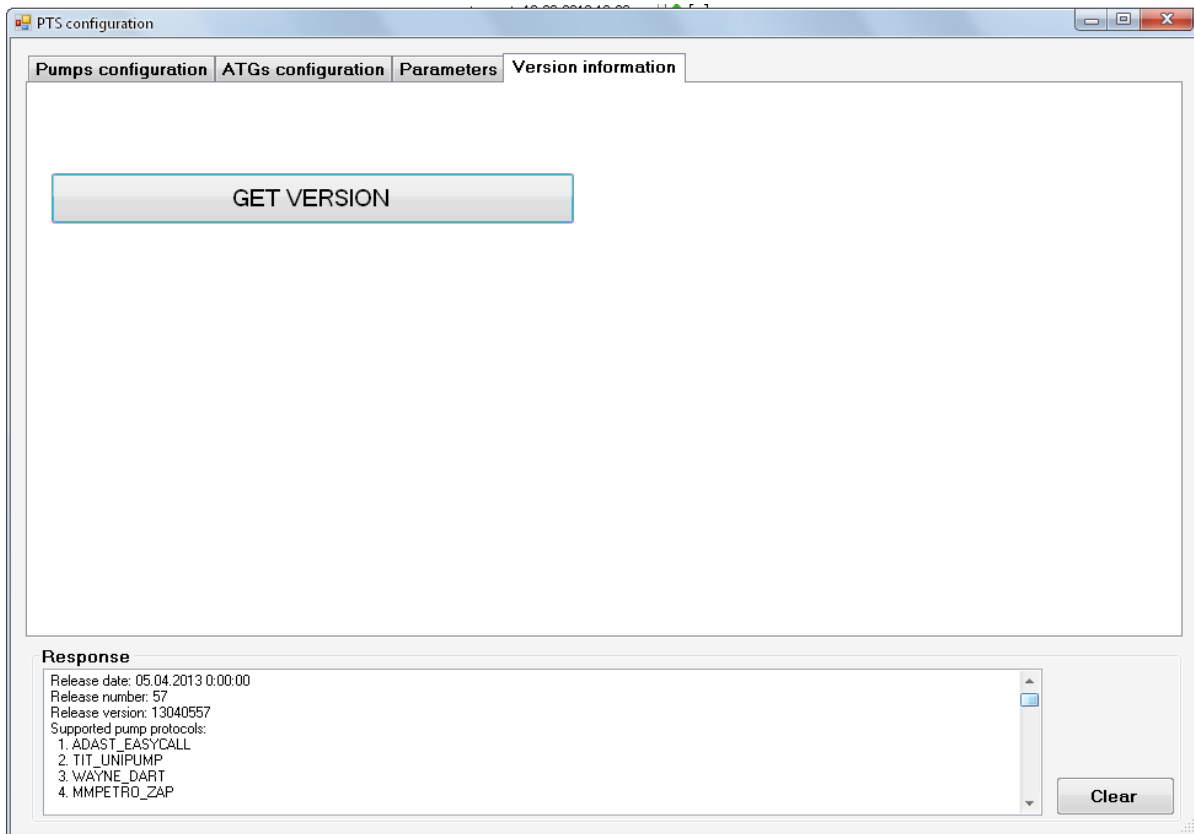 PTS configuration
Pumps configuration ATGs configuration Parameters Version information
GET VERSION
Response
Release date: 05.04.2013 0:00:00
Release number: 57
Release version: 13040557
Supported pump protocols:
1. ADAST_EASYCALL
2. TIT_UNIPUMP
3. WAYNE_DART
4. MMPETRO_ZAP
Clear